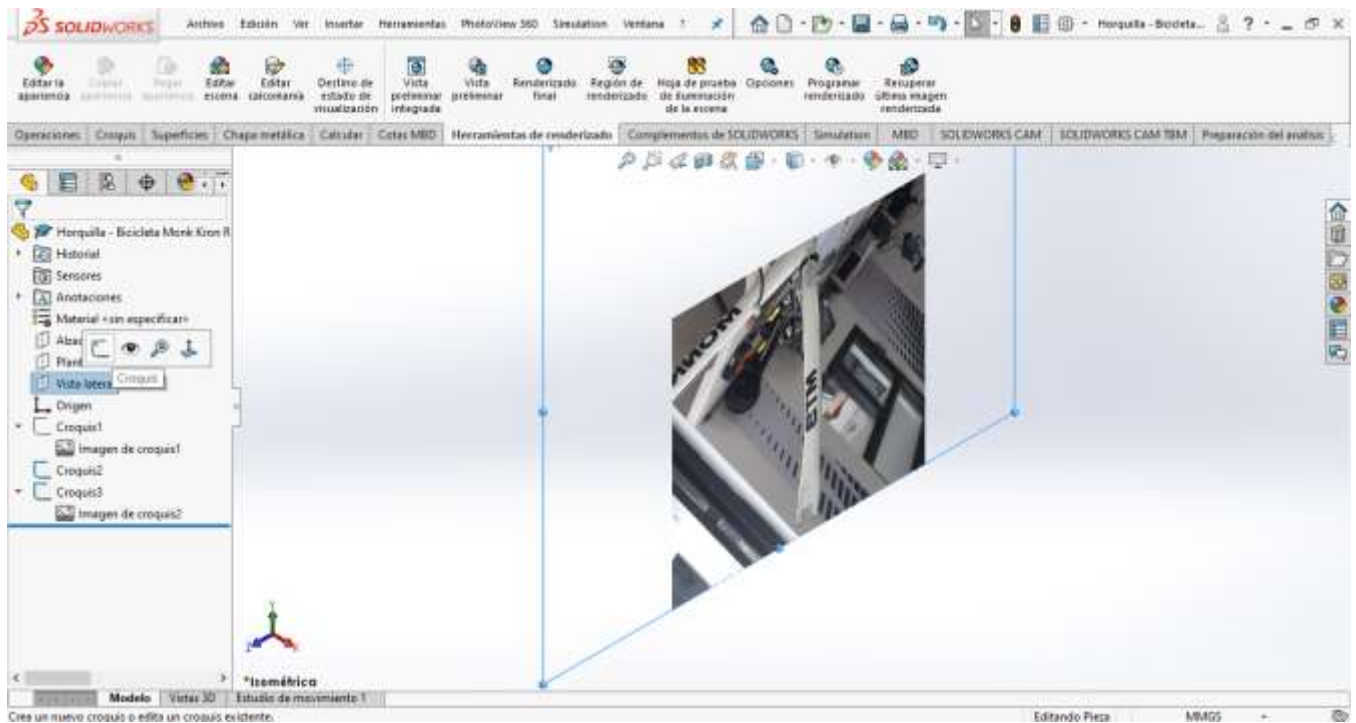 SOLIDWORKS Archivo Edición Ver Insertar Herramientas PhotoView 360 Simulation Ventana ? Horquilla - Bicicleta... ?
Editar la apariencia
Copiar apariencia
Pegar apariencia
Editar escena
Editar calcomanía
Destino de estado de visualización
Vista preliminar integrada
Vista preliminar
Renderizado final
Región de renderizado
Hoja de prueba de iluminación de la escena
Opciones
Programar renderizado
Recuperar última imagen renderizada
Operaciones Croquis Superficies Chapa metálica Calcular Cotas MBD Herramientas de renderizado Complementos de SOLIDWORKS Simulation MBD SOLIDWORKS CAM SOLIDWORKS CAM TBM Preparación del análisis
Horquilla - Bicicleta Monk Kron R
Historial
Sensores
Anotaciones
Material <sin especificar>
Alza
Plant
Vista latera
Croquis
Origen
Croquis1
Imagen de croquis1
Croquis2
Croquis3
Imagen de croquis2
*Isométrica
Modelo Vistas 3D Estudio de movimiento 1
Crea un nuevo croquis o edita un croquis existente. Editando Pieza MMGS